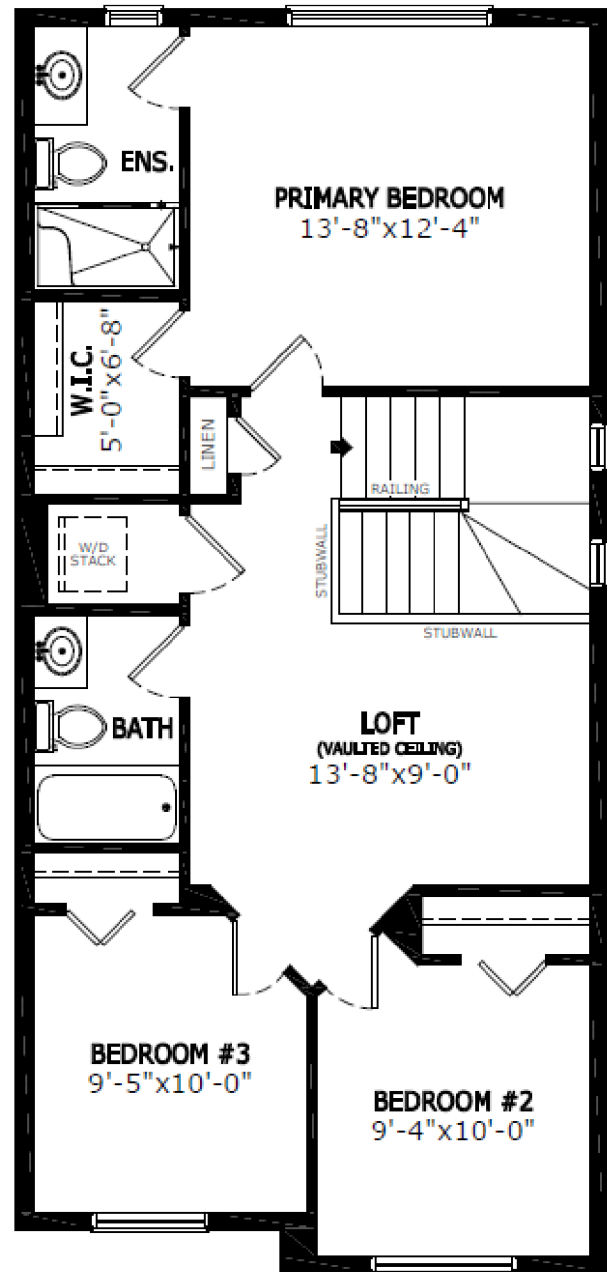 ENS.
PRIMARY BEDROOM
13'-8"x12'-4"
W.I.C.
5'-0"x6'-8"
LINEN
RAILING
W/D
STACK
STUBWALL
STUBWALL
BATH
LOFT
(VAULTED CEILING)
13'-8"x9'-0"
BEDROOM #3
9'-5"x10'-0"
BEDROOM #2
9'-4"x10'-0"